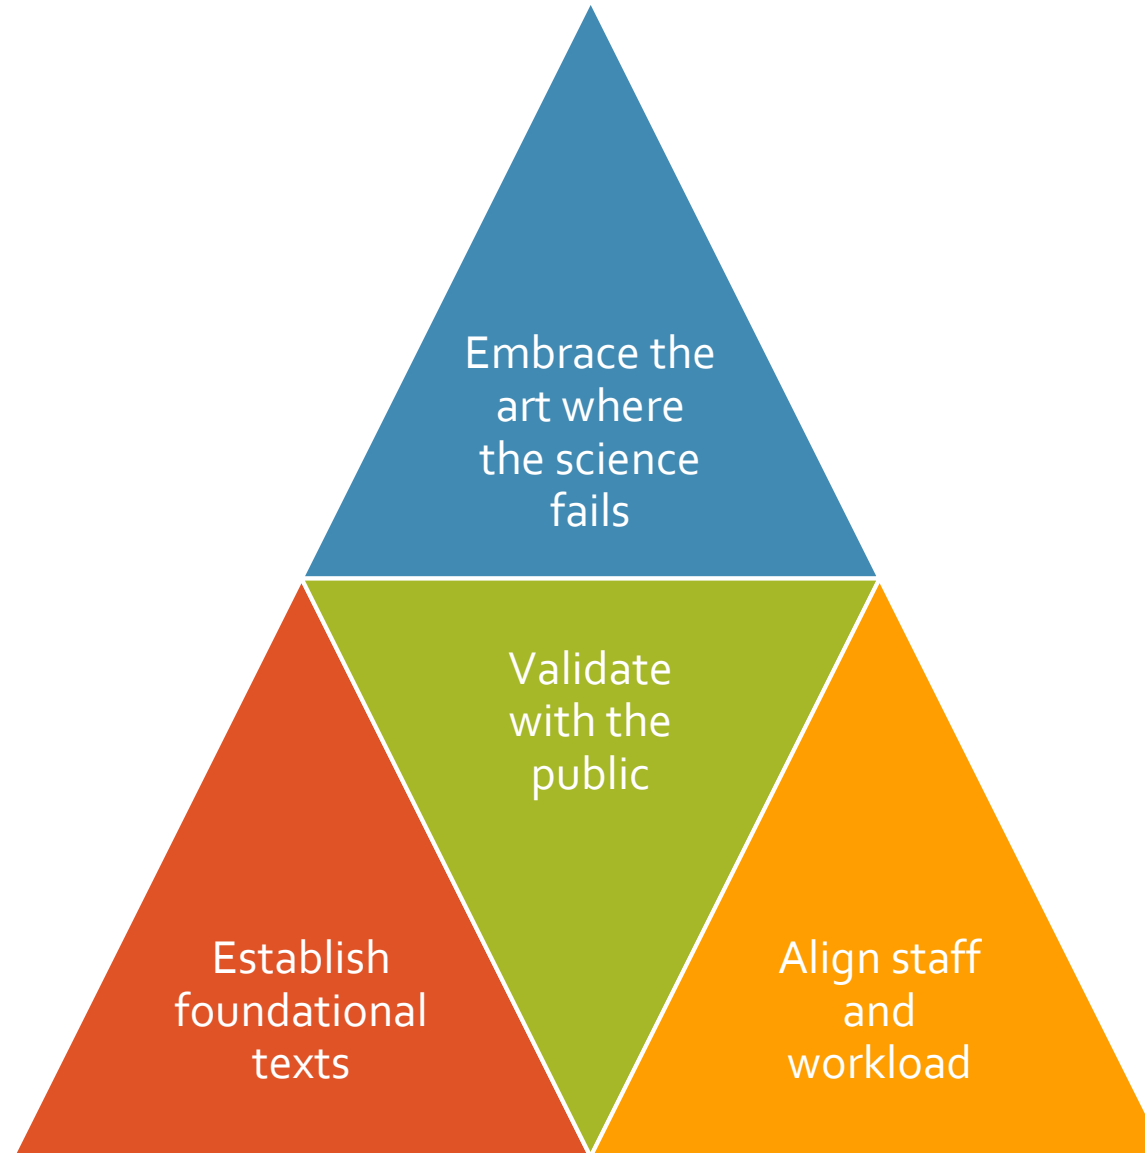 Embrace the
art where
the science
fails
Validate
with the
public
Establish
foundational
texts
Align staff
and
workload